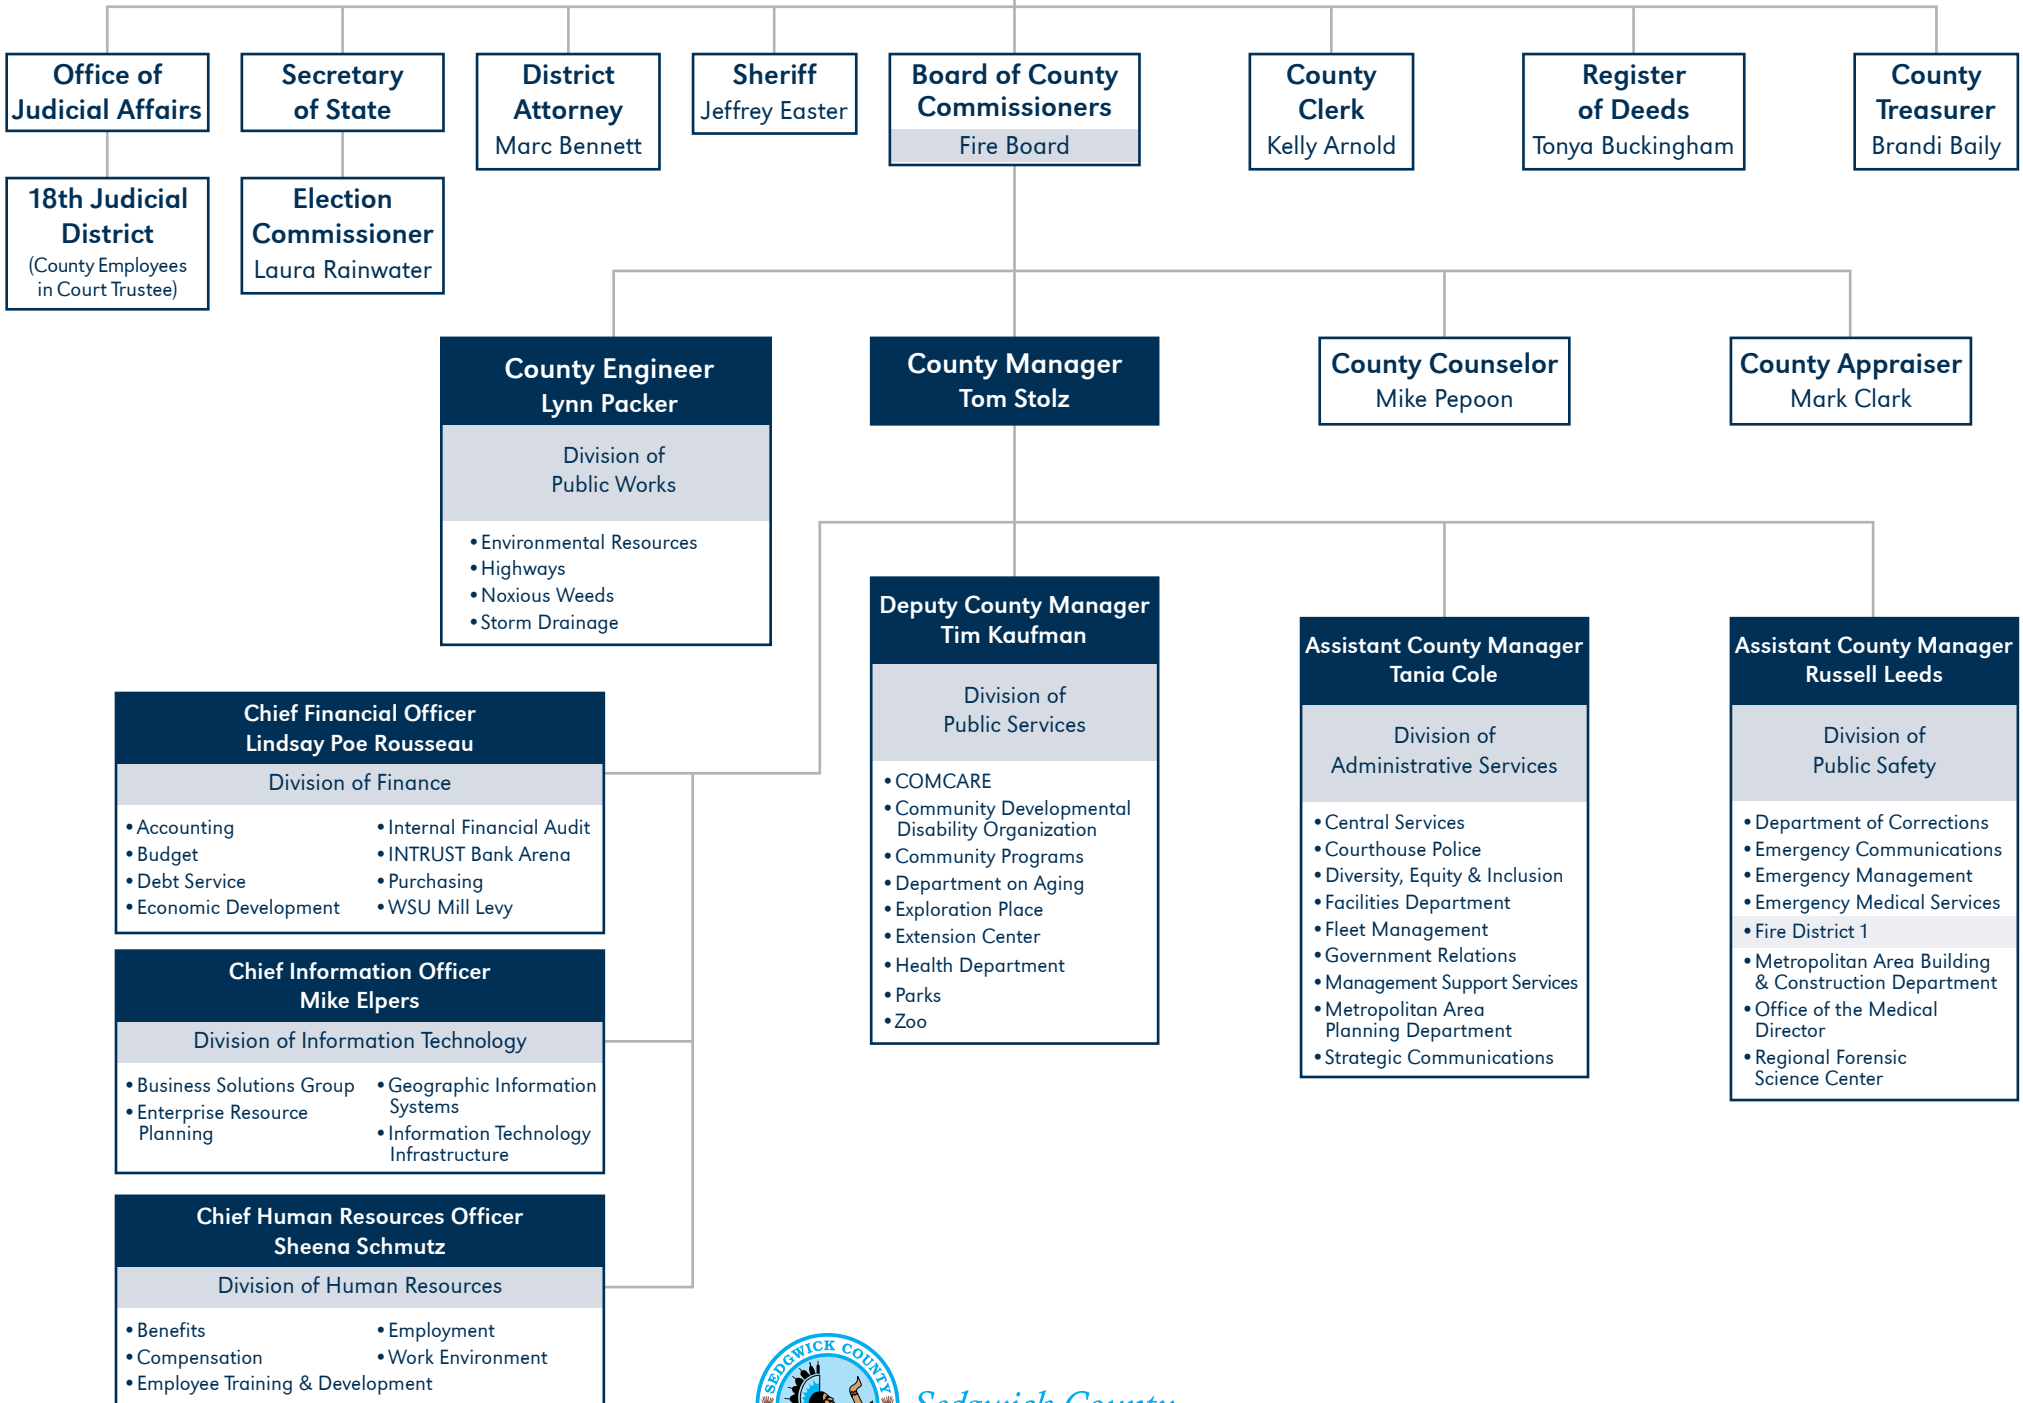 Office of
Judicial Affairs
Secretary
of State
District
Attorney
Marc Bennett
Sheriff
Jeffrey Easter
Board of County
Commissioners
Fire Board
County
Clerk
Kelly Arnold
Register
of Deeds
Tonya Buckingham
County
Treasurer
Brandi Baily
18th Judicial
District
(County Employees
in Court Trustee)
Election
Commissioner
Laura Rainwater
County Engineer
Lynn Packer
Division of
Public Works
• Environmental Resources
• Highways
• Noxious Weeds
• Storm Drainage
County Manager
Tom Stolz
County Counselor
Mike Pepoon
County Appraiser
Mark Clark
Deputy County Manager
Tim Kaufman
Division of
Public Services
• COMCARE
• Community Developmental
Disability Organization
• Community Programs
• Department on Aging
• Exploration Place
• Extension Center
• Health Department
• Parks
• Zoo
Assistant County Manager
Tania Cole
Division of
Administrative Services
• Central Services
• Courthouse Police
• Diversity, Equity & Inclusion
• Facilities Department
• Fleet Management
• Government Relations
• Management Support Services
• Metropolitan Area
Planning Department
• Strategic Communications
Assistant County Manager
Russell Leeds
Division of
Public Safety
• Department of Corrections
• Emergency Communications
• Emergency Management
• Emergency Medical Services
• Fire District 1
• Metropolitan Area Building
& Construction Department
• Office of the Medical
Director
• Regional Forensic
Science Center
Chief Financial Officer
Lindsay Poe Rousseau
Division of Finance
• Accounting
• Budget
• Debt Service
• Economic Development
• Internal Financial Audit
• INTRUST Bank Arena
• Purchasing
• WSU Mill Levy
Chief Information Officer
Mike Elpers
Division of Information Technology
• Business Solutions Group
• Enterprise Resource
Planning
• Geographic Information
Systems
• Information Technology
Infrastructure
Chief Human Resources Officer
Sheena Schmutz
Division of Human Resources
• Benefits
• Compensation
• Employee Training & Development
• Employment
• Work Environment
SEDGWICK COUNTY
Sedgwick County